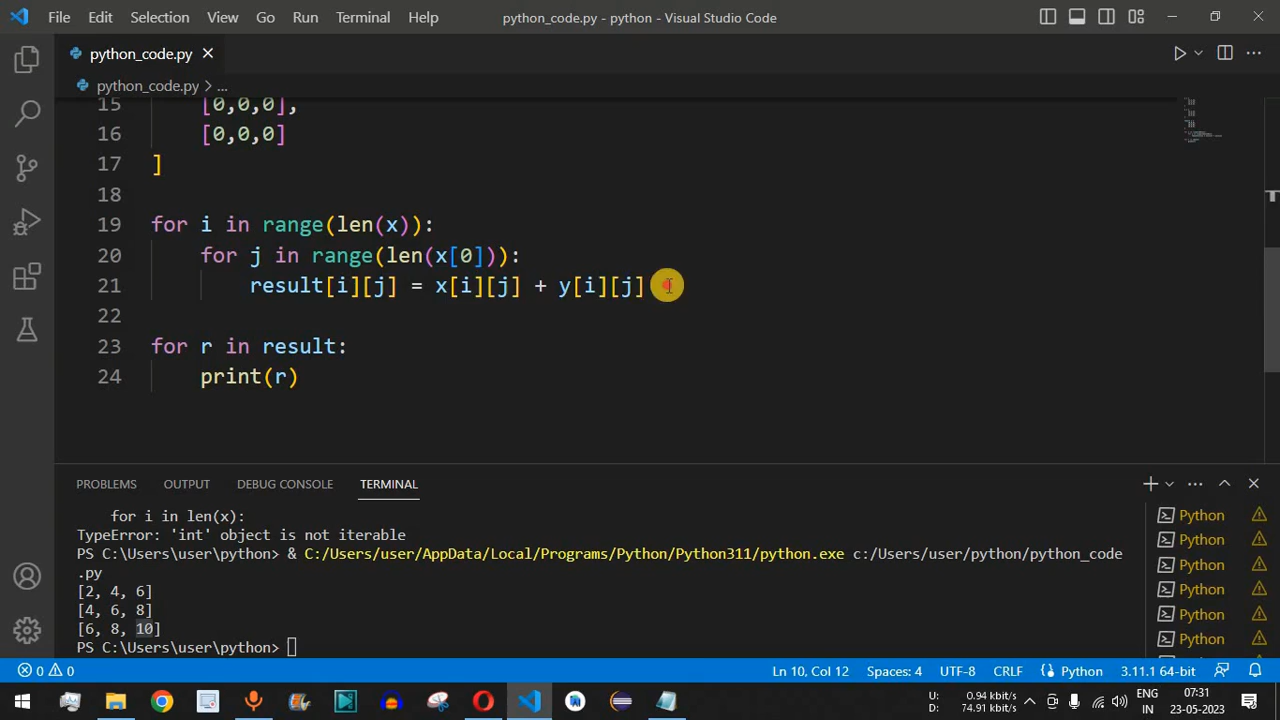 File Edit Selection View Go Run Terminal Help python_code.py - python - Visual Studio Code
python_code.py
python_code.py > ...
15 [0,0,0],
16 [0,0,0]
17 ]
18
19 for i in range(len(x)):
20 for j in range(len(x[0])):
21 result[i][j] = x[i][j] + y[i][j]
22
23 for r in result:
24 print(r)
PROBLEMS OUTPUT DEBUG CONSOLE TERMINAL
for i in len(x):
TypeError: 'int' object is not iterable
PS C:\Users\user\python> & C:/Users/user/AppData/Local/Programs/Python/Python311/python.exe c:/Users/user/python/python_code
.py
[2, 4, 6]
[4, 6, 8]
[6, 8, 10]
PS C:\Users\user\python>
Python
Python
Python
Python
Python
Python
0 0 Ln 10, Col 12 Spaces: 4 UTF-8 CRLF Python 3.11.1 64-bit
U: 0.94 kbit/s
D: 74.91 kbit/s
ENG
IN
07:31
23-05-2023